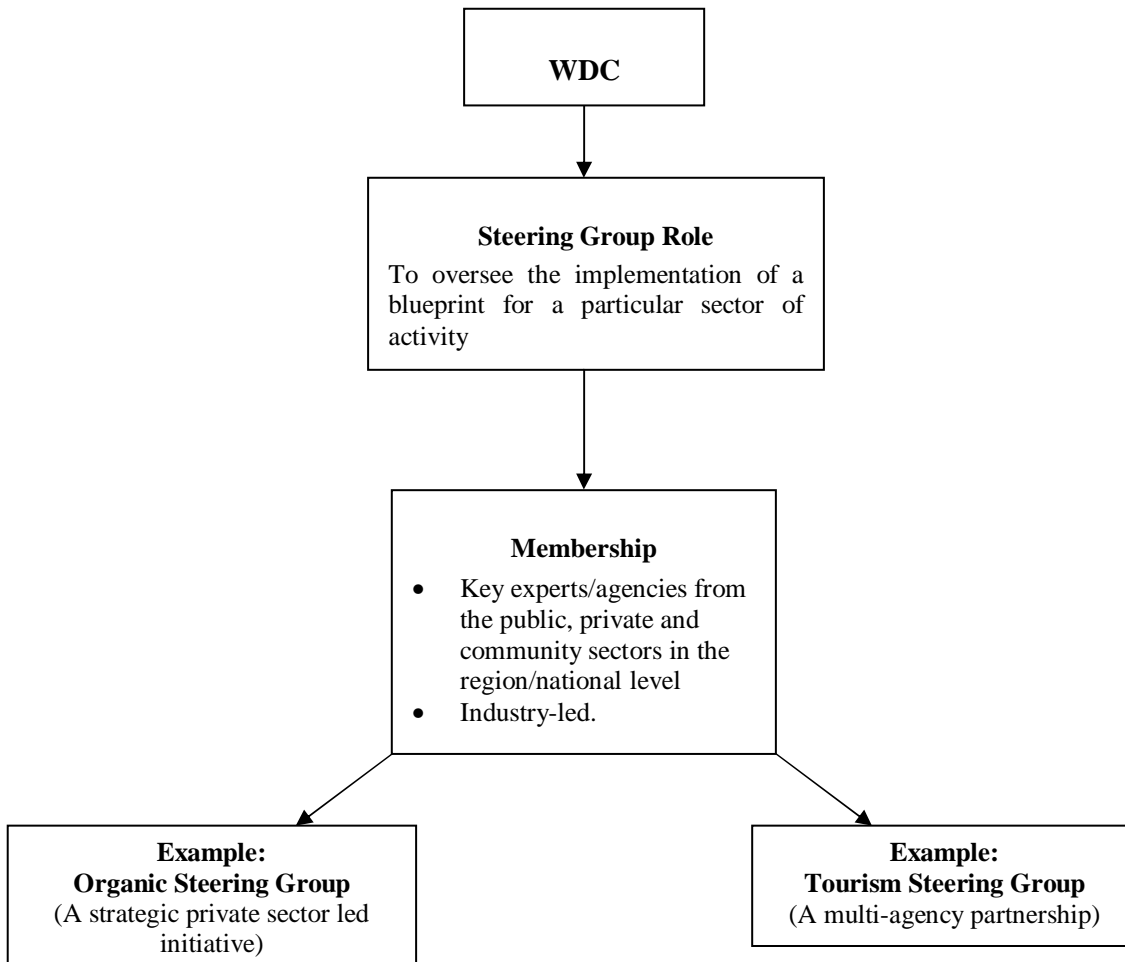 WDC
Steering Group Role
To oversee the implementation of a
blueprint for a particular sector of
activity
Membership
• Key experts/agencies from
the public, private and
community sectors in the
region/national level
• Industry-led.
Example:
Organic Steering Group
(A strategic private sector led
initiative)
Example:
Tourism Steering Group
(A multi-agency partnership)